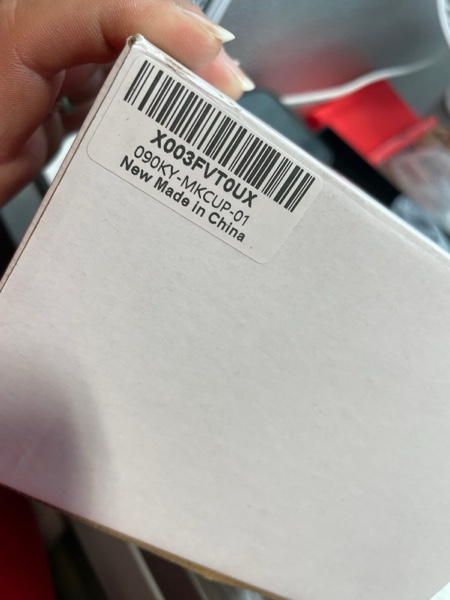 X003FVT0UX
090KY-MKCUP-01
New Made in China